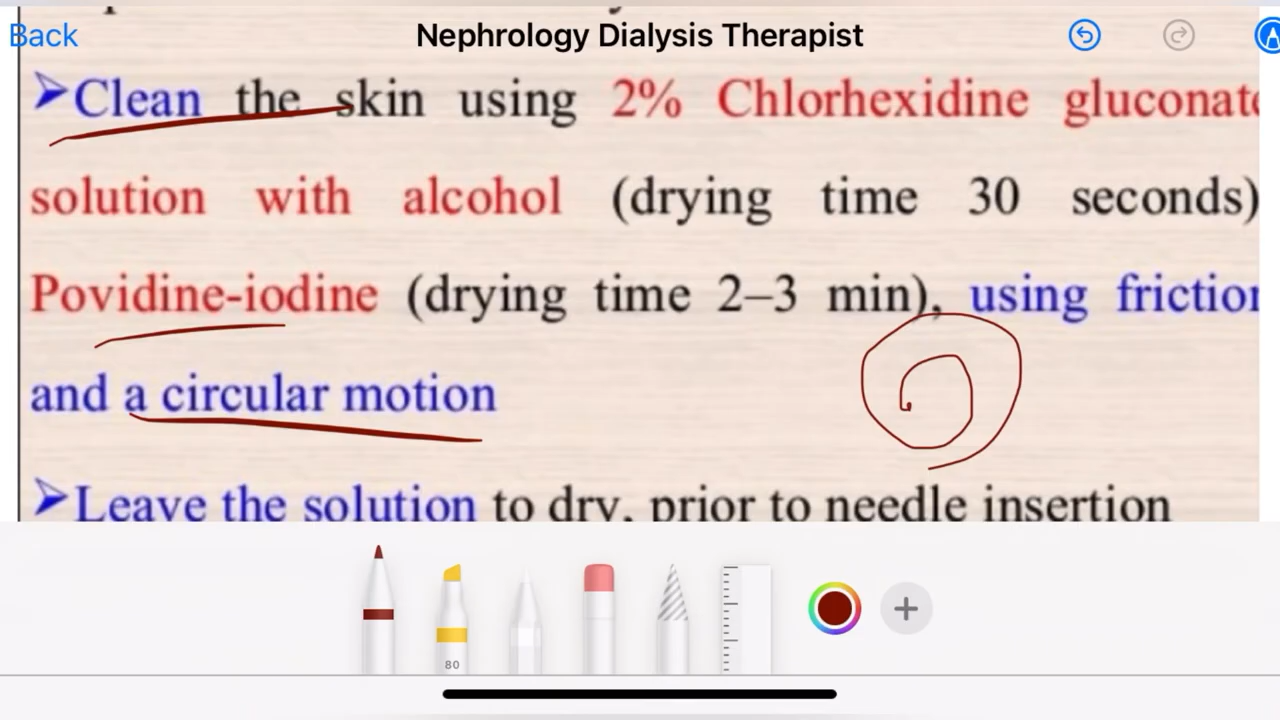 Back
Nephrology Dialysis Therapist
➤Clean the skin using 2% Chlorhexidine gluconate
solution with alcohol (drying time 30 seconds)
Povidine-iodine (drying time 2–3 min), using friction
and a circular motion
➤Leave the solution to dry, prior to needle insertion
80